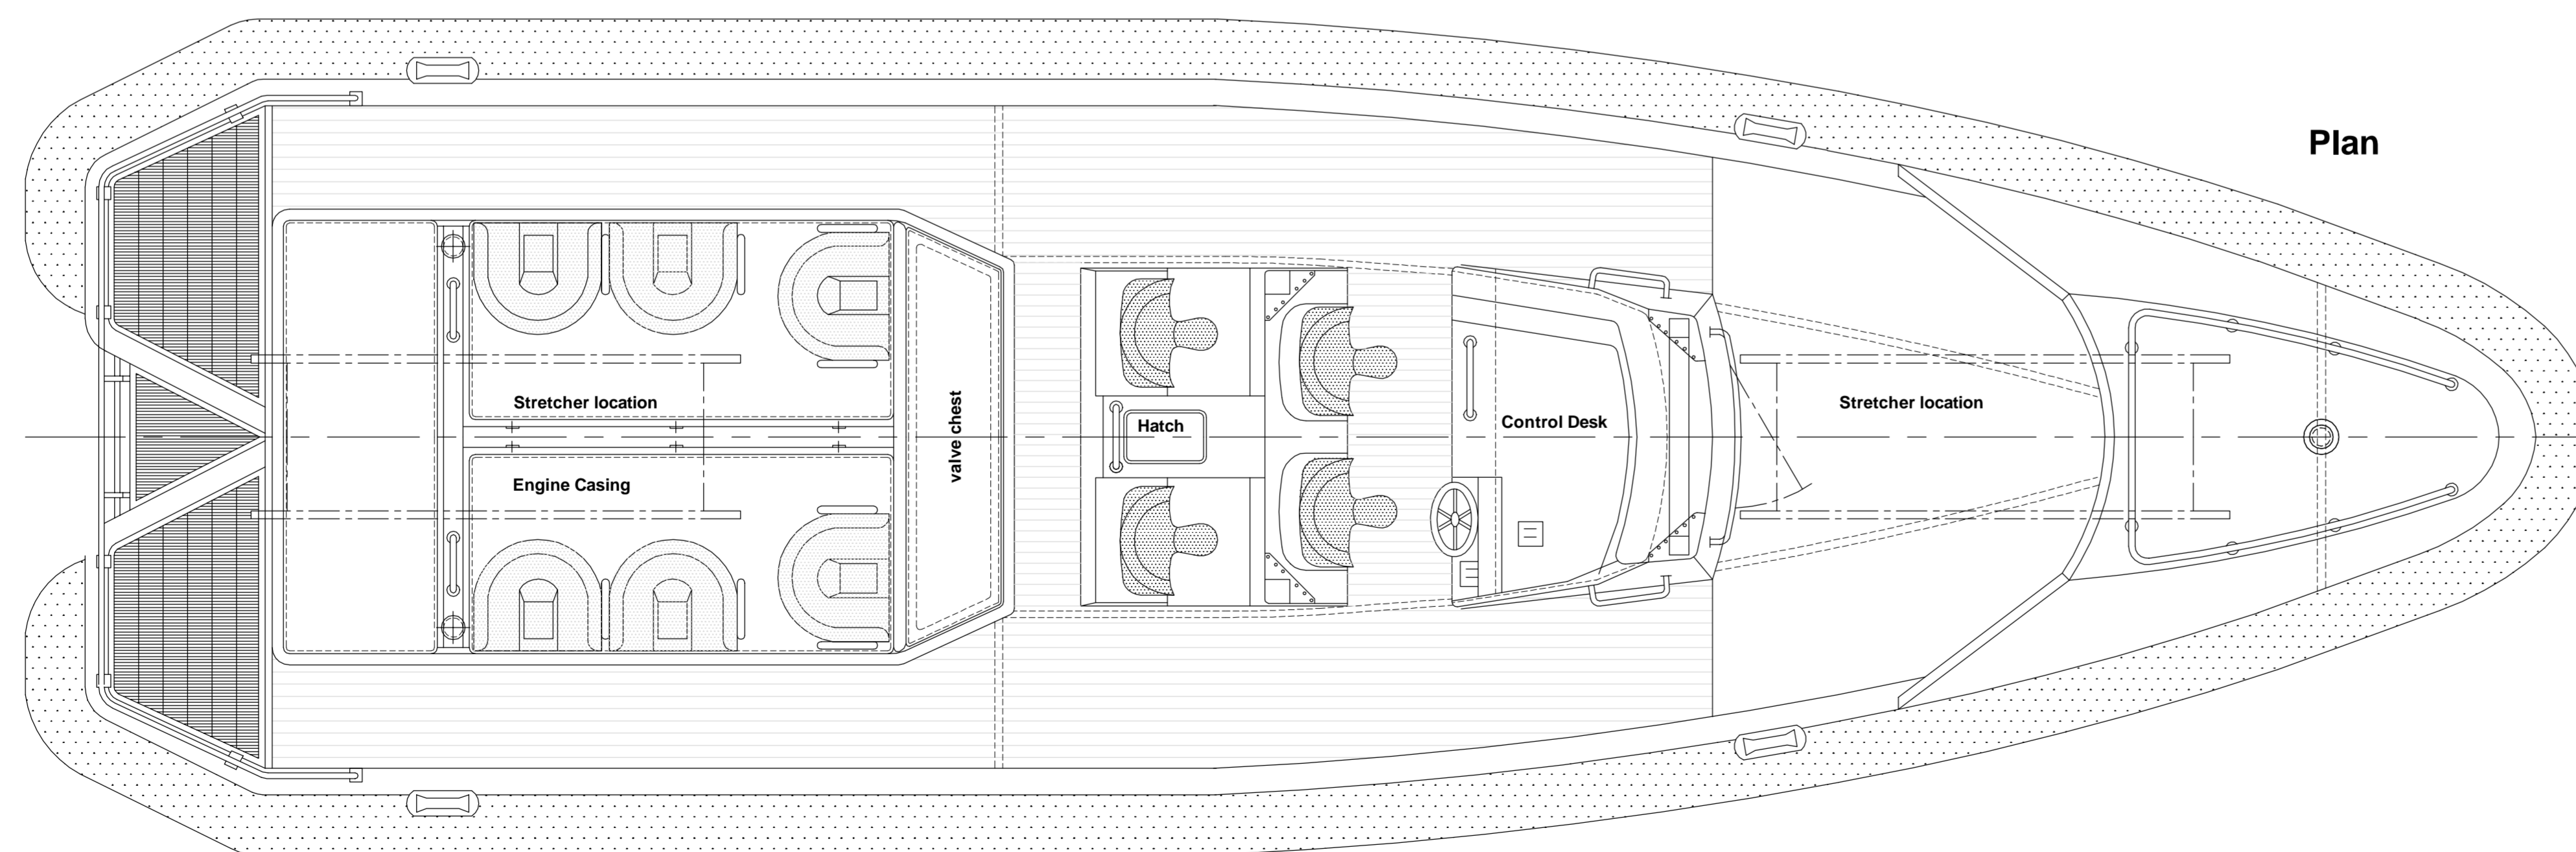 Plan
Stretcher location
Engine Casing
valve chest
Hatch
Control Desk
Stretcher location